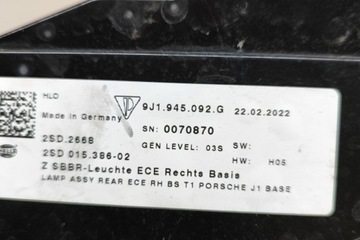 HLO
Made in Germany 9J1.945.092.G 22.02.2022
SN: 0070870
2SD.2668 GEN LEVEL: 03S SW:
2SD 015.386-02 HW: H05
Z SBBR-Leuchte ECE Rechts Basis
LAMP ASSY REAR ECE RH BS T1 PORSCHE J1 BASE